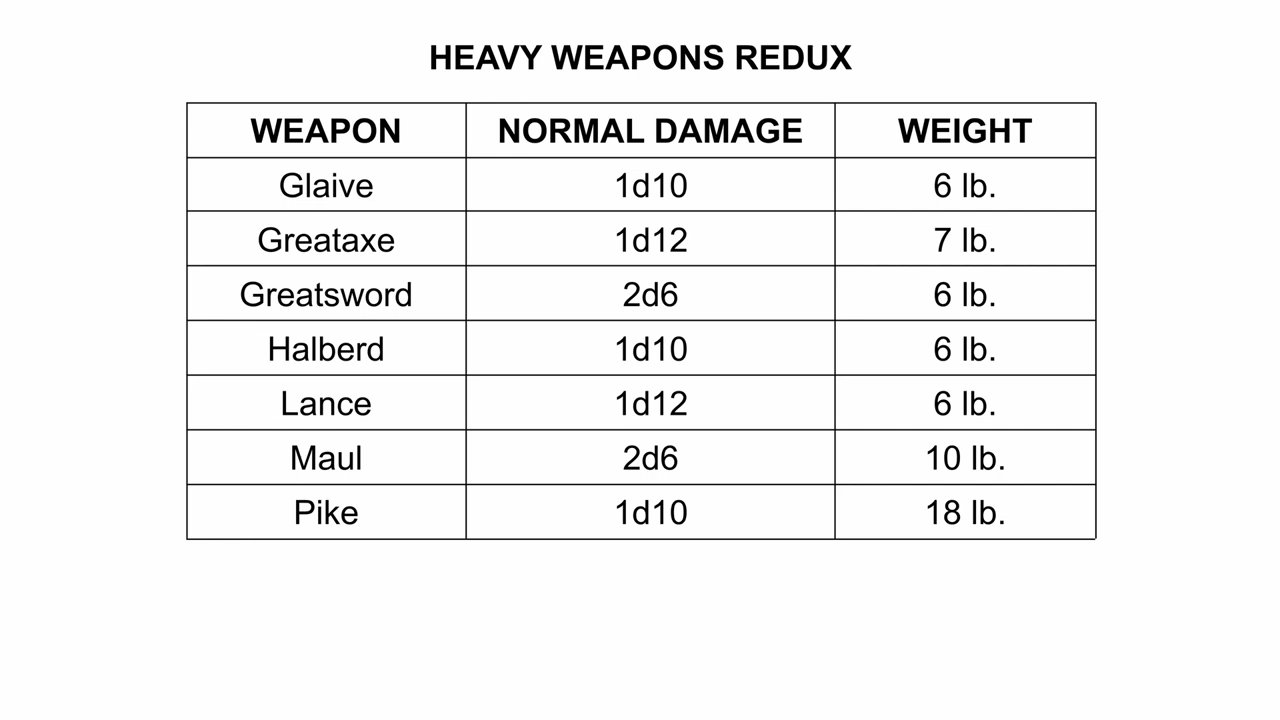 HEAVY WEAPONS REDUX
WEAPON NORMAL DAMAGE WEIGHT
Glaive 1d10 6 lb.
Greataxe 1d12 7 lb.
Greatsword 2d6 6 lb.
Halberd 1d10 6 lb.
Lance 1d12 6 lb.
Maul 2d6 10 lb.
Pike 1d10 18 lb.